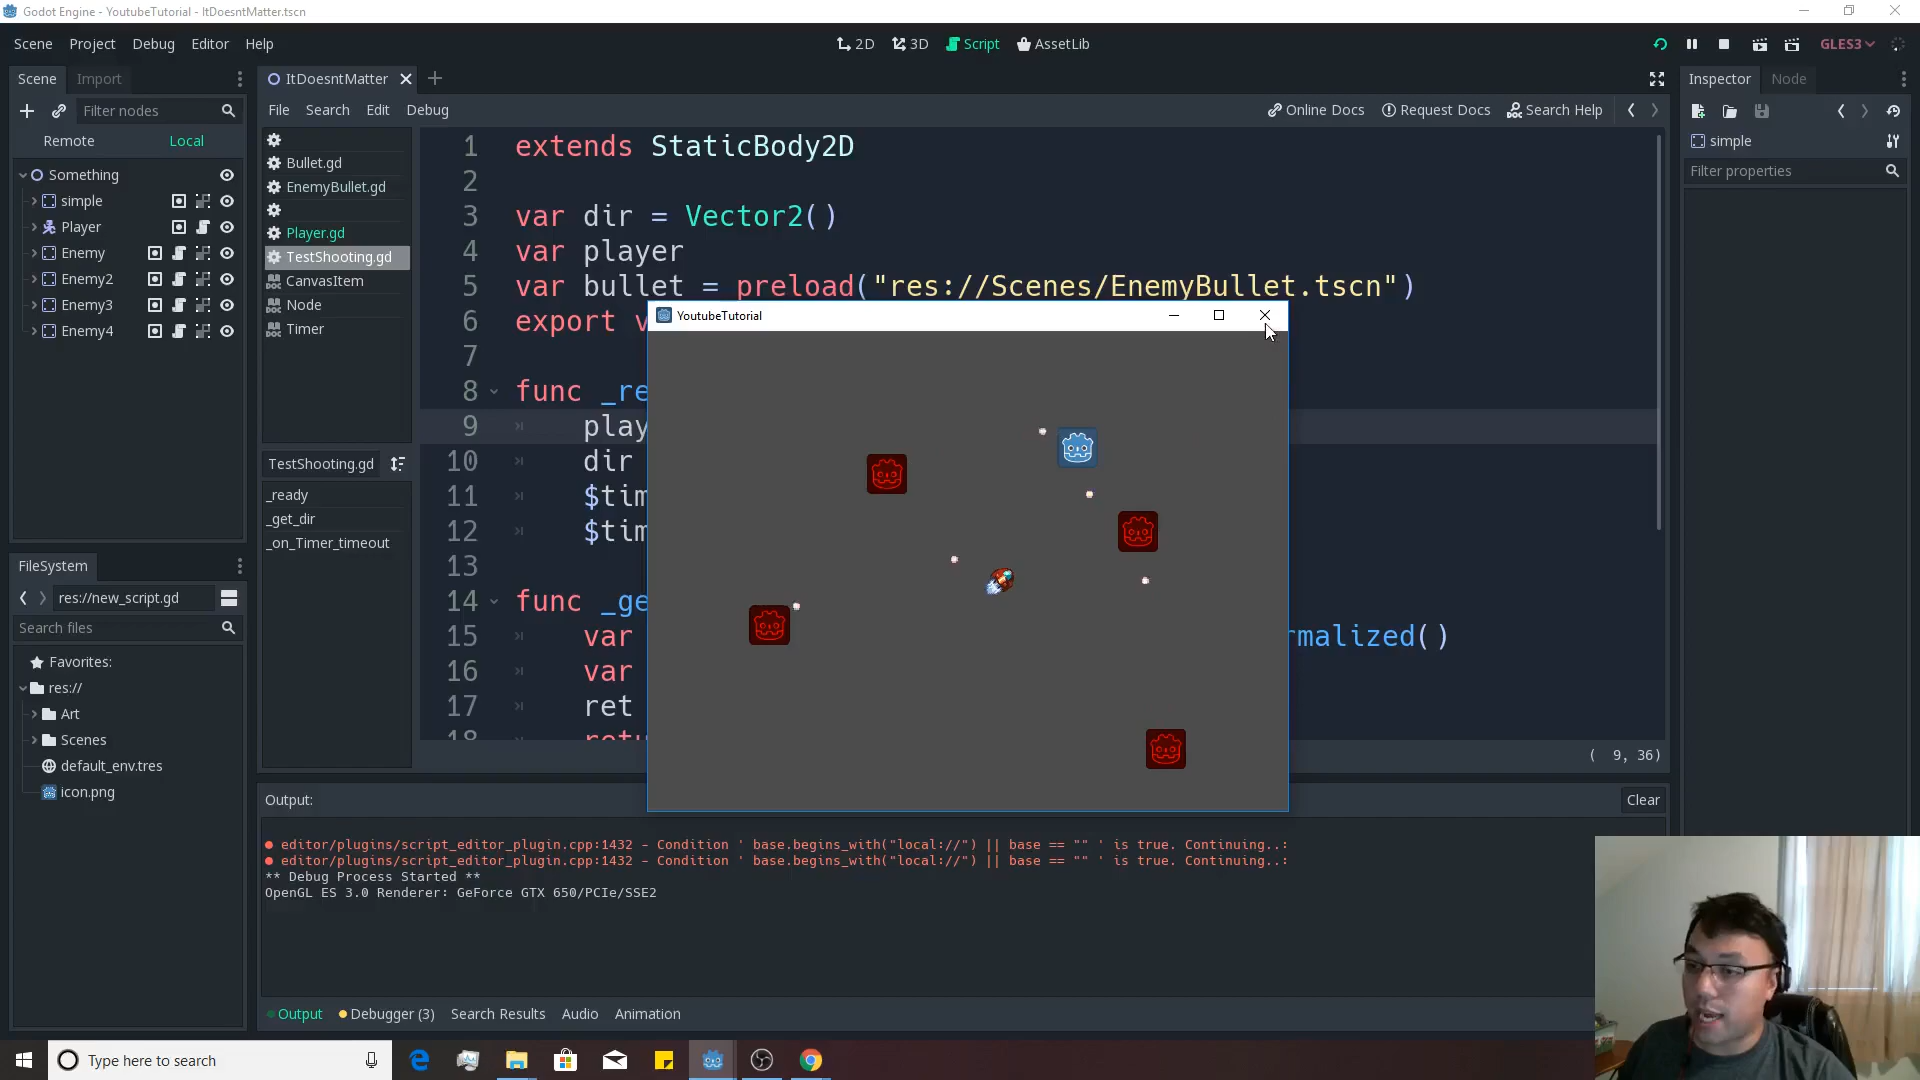 Godot Engine - YoutubeTutorial - ItDoesntMatter.tscn
Scene Project Debug Editor Help
2D 3D Script AssetLib
GLES3
Scene Import
Filter nodes
Remote Local
Something
simple
Player
Enemy
Enemy2
Enemy3
Enemy4
FileSystem
res://new_script.gd
Search files
Favorites:
res://
Art
Scenes
default_env.tres
icon.png
ItDoesntMatter
File Search Edit Debug
Online Docs Request Docs Search Help
Bullet.gd
EnemyBullet.gd
Player.gd
TestShooting.gd
CanvasItem
Node
Timer
TestShooting.gd
_ready
_get_dir
_on_Timer_timeout
1 extends StaticBody2D
2
3 var dir = Vector2()
4 var player
5 var bullet = preload("res://Scenes/EnemyBullet.tscn")
6 export v
7
8 func _re
9 play
10 dir
11 $tim
12 $tim
13
14 func _ge
15 var rmalized()
16 var
17 ret
18 retu
YoutubeTutorial
( 9, 36)
Output:
Clear
editor/plugins/script_editor_plugin.cpp:1432 - Condition ' base.begins_with("local://") || base == "" ' is true. Continuing..:
editor/plugins/script_editor_plugin.cpp:1432 - Condition ' base.begins_with("local://") || base == "" ' is true. Continuing..:
** Debug Process Started **
OpenGL ES 3.0 Renderer: GeForce GTX 650/PCIe/SSE2
Output Debugger (3) Search Results Audio Animation
Inspector Node
simple
Filter properties
Type here to search